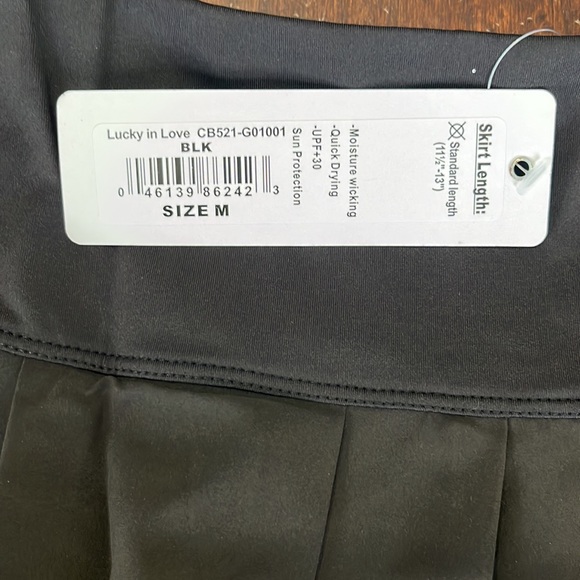 Lucky in Love CB521-G01001
BLK
0 46139 86242 3
SIZE M
Skirt Length:
Standard length
(11½"-13")
-Moisture wicking
-Quick Drying
-UPF+30
Sun Protection